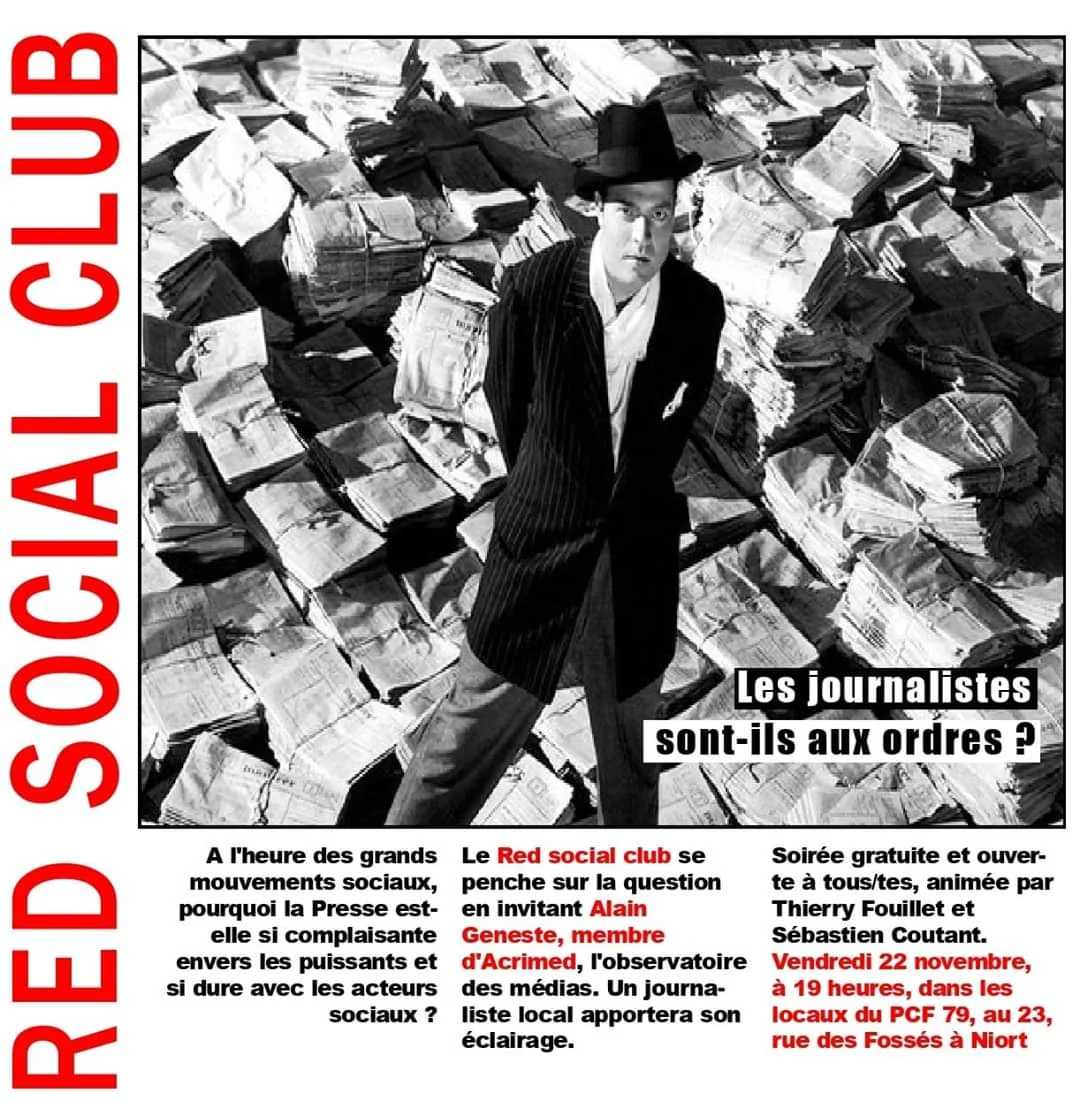 RED SOCIAL CLUB
Les journalistes
sont-ils aux ordres ?
A l'heure des grands
mouvements sociaux,
pourquoi la Presse est-
elle si complaisante
envers les puissants et
si dure avec les acteurs
sociaux ?
Le Red social club se
penche sur la question
en invitant Alain
Geneste, membre
d'Acrimed, l'observatoire
des médias. Un journa-
liste local apportera son
éclairage.
Soirée gratuite et ouver-
te à tous/tes, animée par
Thierry Fouillet et
Sébastien Coutant.
Vendredi 22 novembre,
à 19 heures, dans les
locaux du PCF 79, au 23,
rue des Fossés à Niort